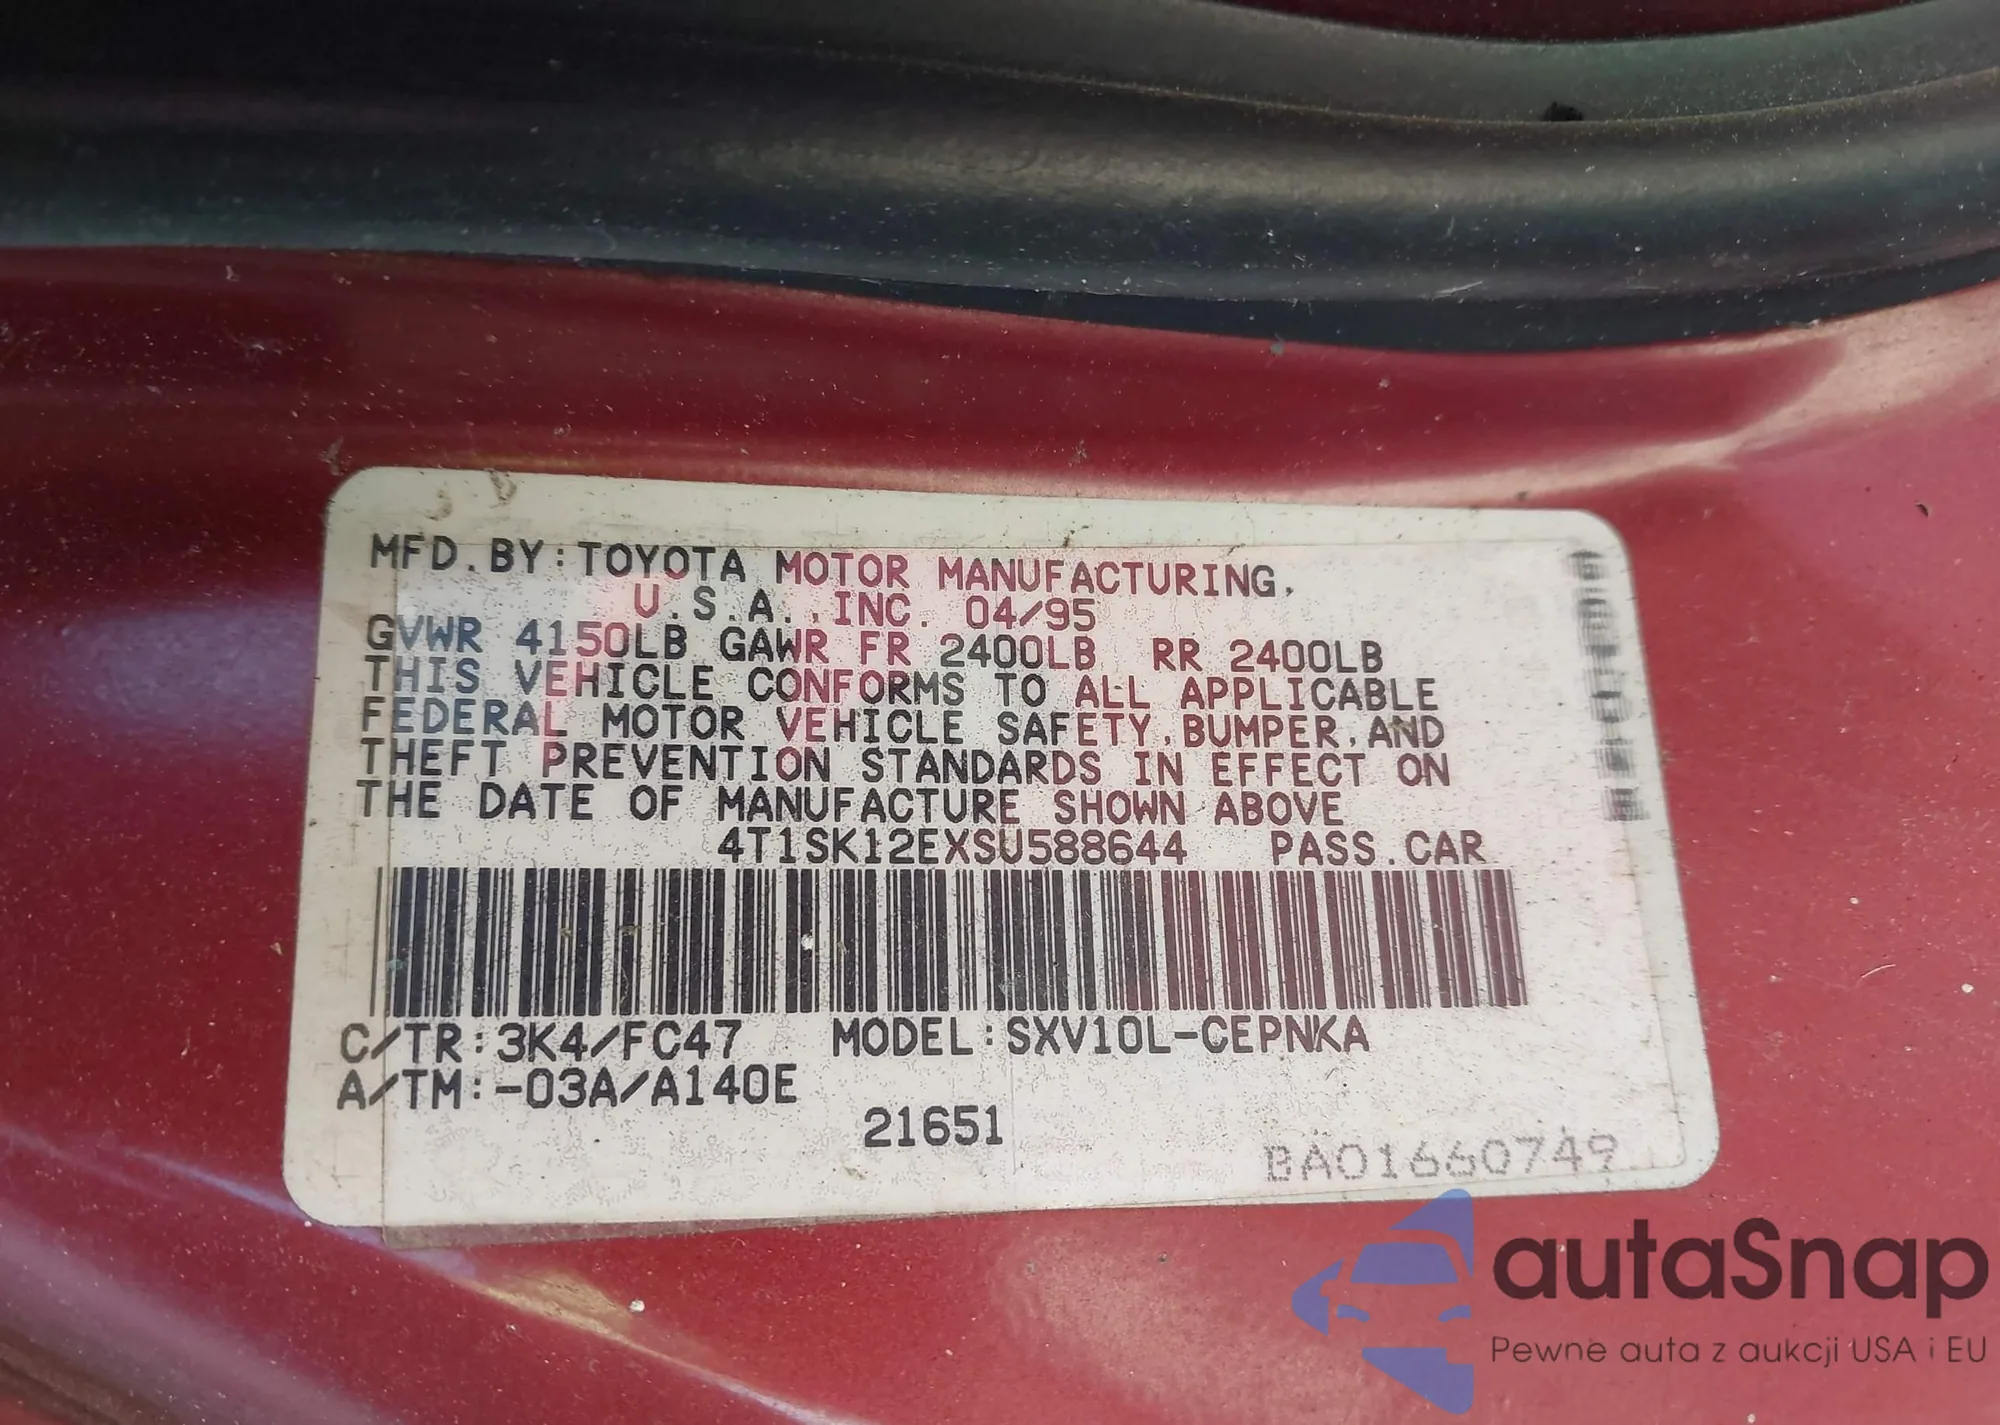 MFD.BY:TOYOTA MOTOR MANUFACTURING,
U.S.A.,INC. 04/95
GVWR 4150LB GAWR FR 2400LB RR 2400LB
THIS VEHICLE CONFORMS TO ALL APPLICABLE
FEDERAL MOTOR VEHICLE SAFETY,BUMPER,AND
THEFT PREVENTION STANDARDS IN EFFECT ON
THE DATE OF MANUFACTURE SHOWN ABOVE
4T1SK12EXSU588644 PASS.CAR
C/TR:3K4/FC47 MODEL:SXV10L-CEPNKA
A/TM:-03A/A140E
21651
BA01660749
autaSnap
Pewne auta z aukcji USA i EU